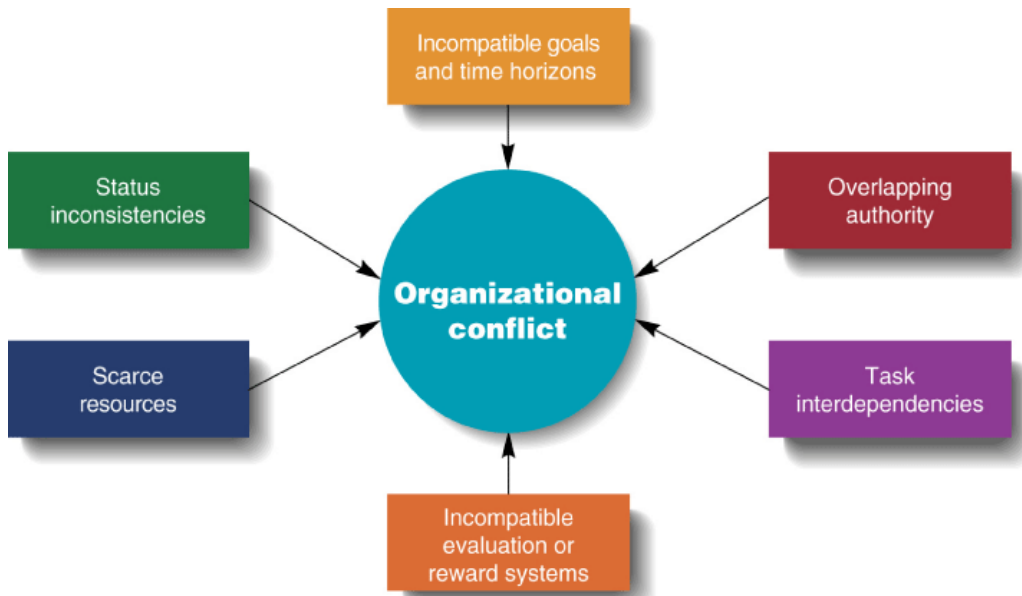 Incompatible goals
and time horizons
Status
inconsistencies
Overlapping
authority
Organizational
conflict
Scarce
resources
Task
interdependencies
Incompatible
evaluation or
reward systems